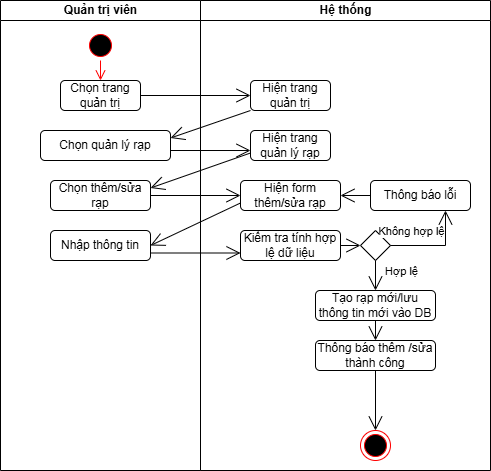 Quản trị viên
Hệ thống
Chọn trang
quản trị
Hiện trang
quản trị
Chọn quản lý rạp
Hiện trang
quản lý rạp
Chọn thêm/sửa
rạp
Hiện form
thêm/sửa rạp
Thông báo lỗi
Nhập thông tin
Kiểm tra tính hợp
lệ dữ liệu
Không hợp lệ
Hợp lệ
Tạo rạp mới/lưu
thông tin mới vào DB
Thông báo thêm /sửa
thành công